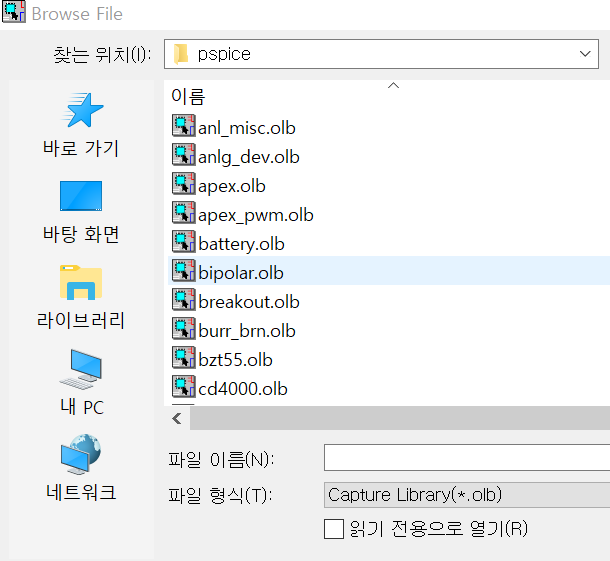 Browse File
찾는 위치(I):
pspice
바로 가기
바탕 화면
라이브러리
내 PC
네트워크
이름
anl_misc.olb
anlg_dev.olb
apex.olb
apex_pwm.olb
battery.olb
bipolar.olb
breakout.olb
burr_brn.olb
bzt55.olb
cd4000.olb
파일 이름(N):
파일 형식(T):
Capture Library(*.olb)
읽기 전용으로 열기(R)